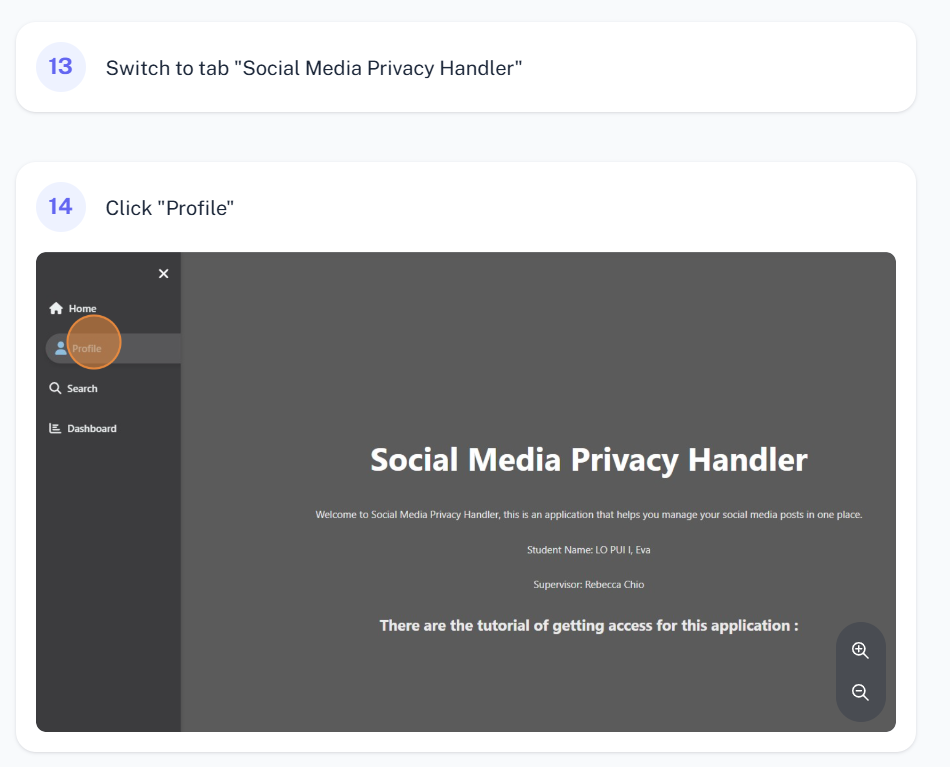 13 Switch to tab "Social Media Privacy Handler"
14 Click "Profile"
Home
Profile
Search
Dashboard
Social Media Privacy Handler
Welcome to Social Media Privacy Handler, this is an application that helps you manage your social media posts in one place.
Student Name: LO PUI I, Eva
Supervisor: Rebecca Chio
There are the tutorial of getting access for this application :